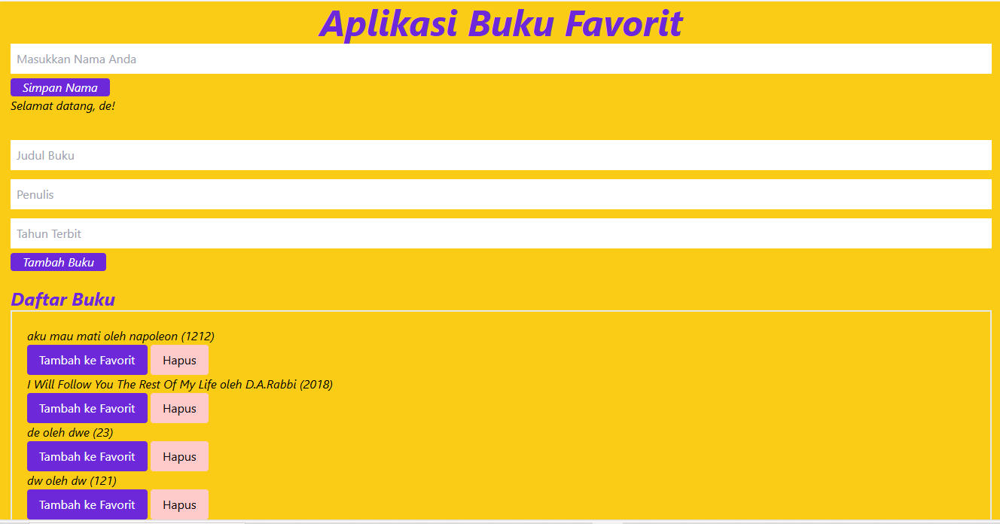 Aplikasi Buku Favorit
Masukkan Nama Anda
Simpan Nama
Selamat datang, de!
Judul Buku
Penulis
Tahun Terbit
Tambah Buku
Daftar Buku
aku mau mati oleh napoleon (1212)
Tambah ke Favorit Hapus
I Will Follow You The Rest Of My Life oleh D.A.Rabbi (2018)
Tambah ke Favorit Hapus
de oleh dwe (23)
Tambah ke Favorit Hapus
dw oleh dw (121)
Tambah ke Favorit Hapus